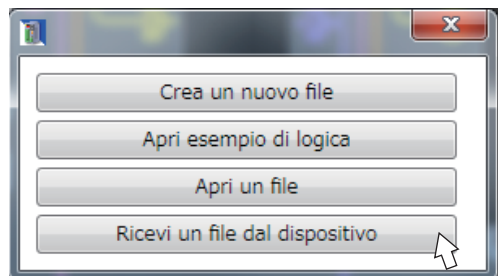 Crea un nuovo file
Apri esempio di logica
Apri un file
Ricevi un file dal dispositivo